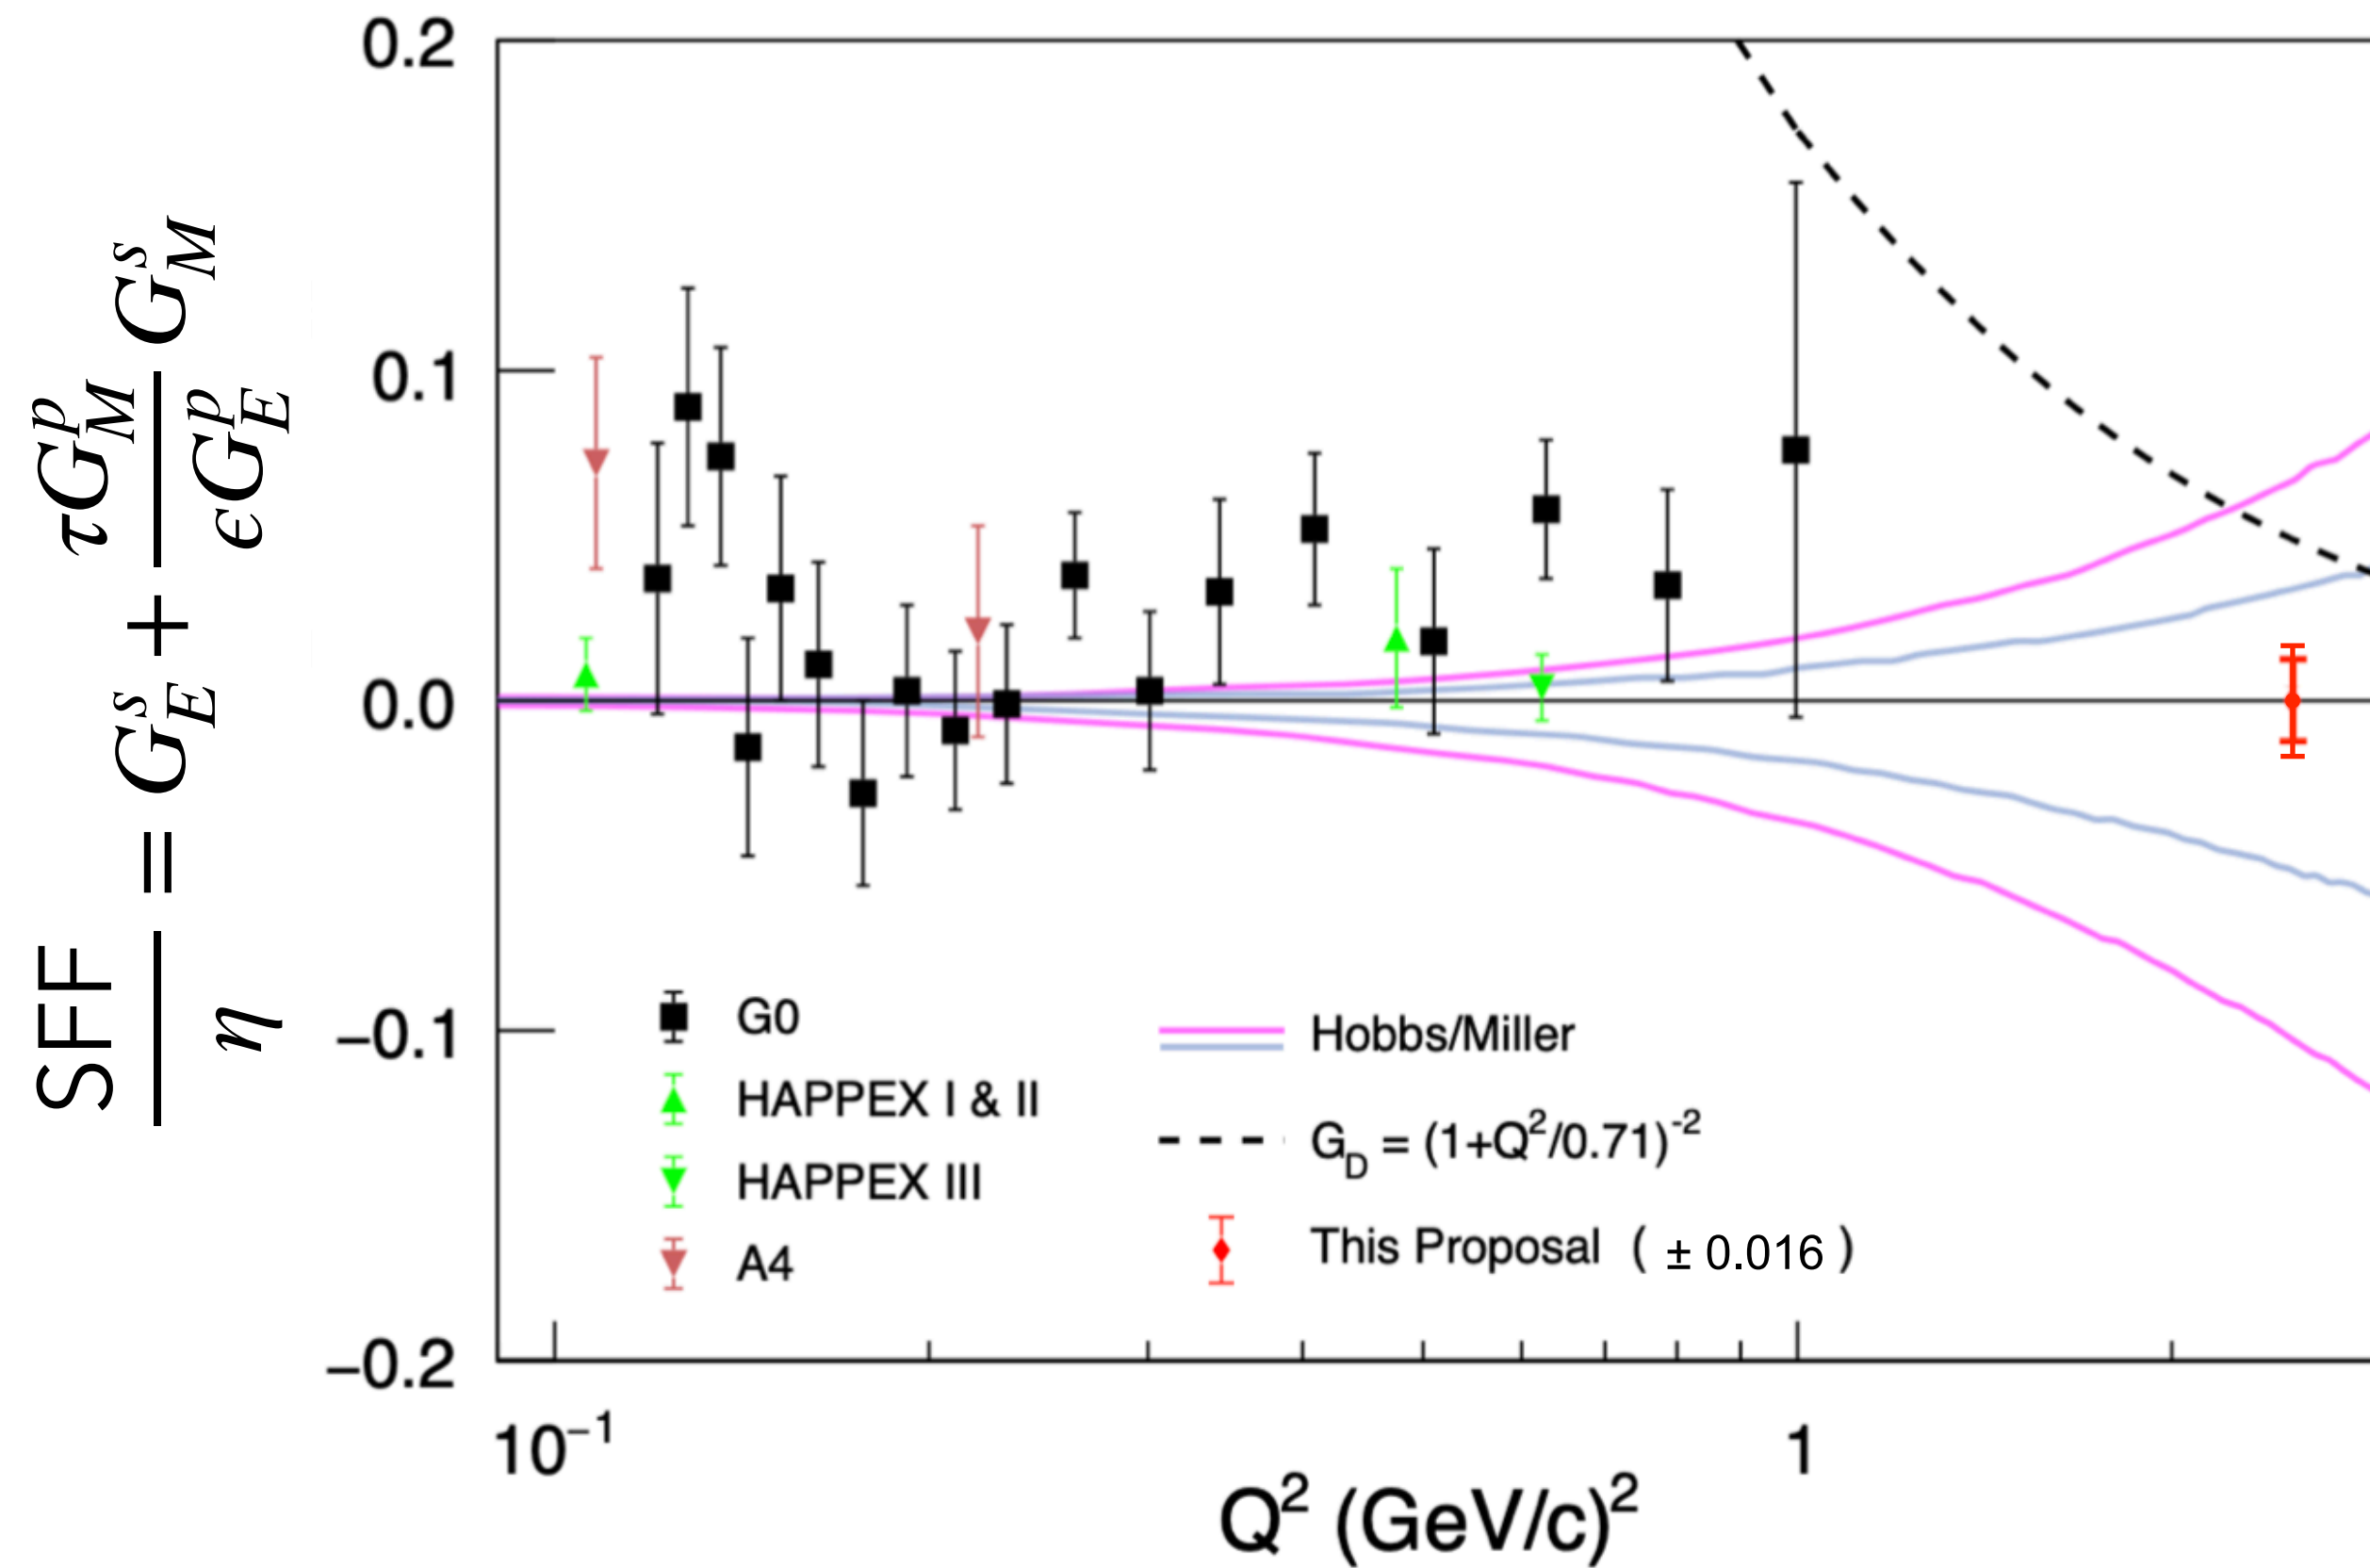 SFF / η = G_E^s + τG_M^p / ϵG_E^p G_M^s
0.2
0.1
0.0
−0.1
−0.2
G0
HAPPEX I & II
HAPPEX III
A4
Hobbs/Miller
G_D = (1+Q²/0.71)⁻²
This Proposal ( ± 0.016 )
10⁻¹
1
Q² (GeV/c)²